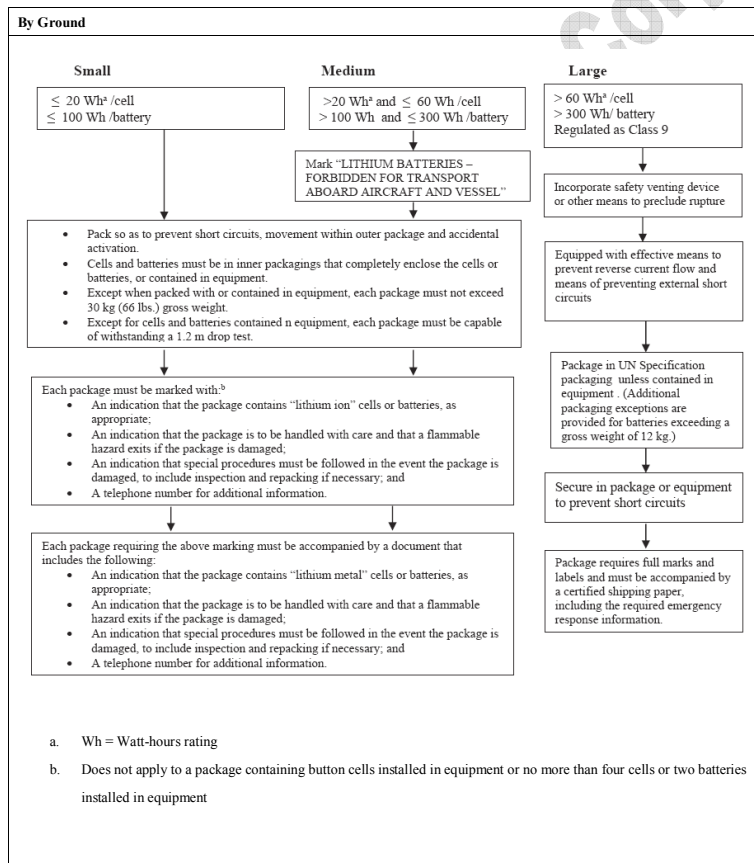 By Ground
Small
≤ 20 Whᵃ /cell
≤ 100 Wh /battery
Medium
>20 Whᵃ and ≤ 60 Wh /cell
> 100 Wh and ≤ 300 Wh /battery
Large
> 60 Whᵃ /cell
> 300 Wh/ battery
Regulated as Class 9
Mark “LITHIUM BATTERIES –
FORBIDDEN FOR TRANSPORT
ABOARD AIRCRAFT AND VESSEL”
• Pack so as to prevent short circuits, movement within outer package and accidental
activation.
• Cells and batteries must be in inner packagings that completely enclose the cells or
batteries, or contained in equipment.
• Except when packed with or contained in equipment, each package must not exceed
30 kg (66 lbs.) gross weight.
• Except for cells and batteries contained n equipment, each package must be capable
of withstanding a 1.2 m drop test.
Each package must be marked with:ᵇ
• An indication that the package contains “lithium ion” cells or batteries, as
appropriate;
• An indication that the package is to be handled with care and that a flammable
hazard exits if the package is damaged;
• An indication that special procedures must be followed in the event the package is
damaged, to include inspection and repacking if necessary; and
• A telephone number for additional information.
Each package requiring the above marking must be accompanied by a document that
includes the following:
• An indication that the package contains “lithium metal” cells or batteries, as
appropriate;
• An indication that the package is to be handled with care and that a flammable
hazard exits if the package is damaged;
• An indication that special procedures must be followed in the event the package is
damaged, to include inspection and repacking if necessary; and
• A telephone number for additional information.
Incorporate safety venting device
or other means to preclude rupture
Equipped with effective means to
prevent reverse current flow and
means of preventing external short
circuits
Package in UN Specification
packaging unless contained in
equipment . (Additional
packaging exceptions are
provided for batteries exceeding a
gross weight of 12 kg.)
Secure in package or equipment
to prevent short circuits
Package requires full marks and
labels and must be accompanied by
a certified shipping paper,
including the required emergency
response information.
a. Wh = Watt-hours rating
b. Does not apply to a package containing button cells installed in equipment or no more than four cells or two batteries
installed in equipment